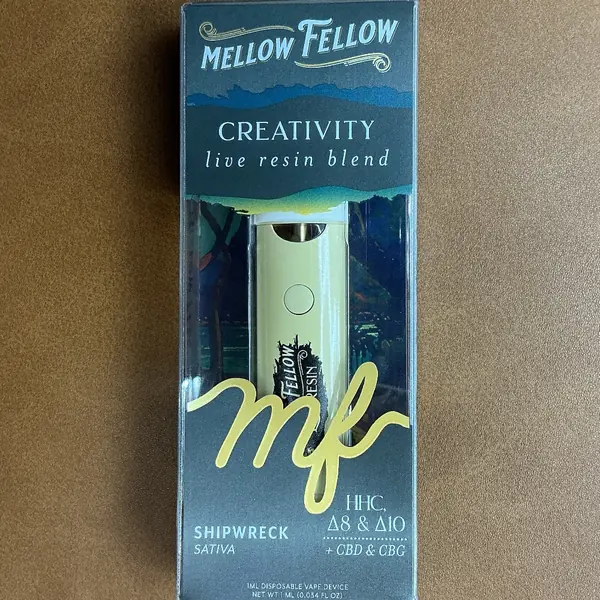 MELLOW FELLOW
CREATIVITY
live resin blend
FELLOW
RESIN
mf
HHC,
Δ8 & Δ10
+ CBD & CBG
SHIPWRECK
SATIVA
1ML DISPOSABLE VAPE DEVICE
NET WT 1 ML (0.034 FL OZ)